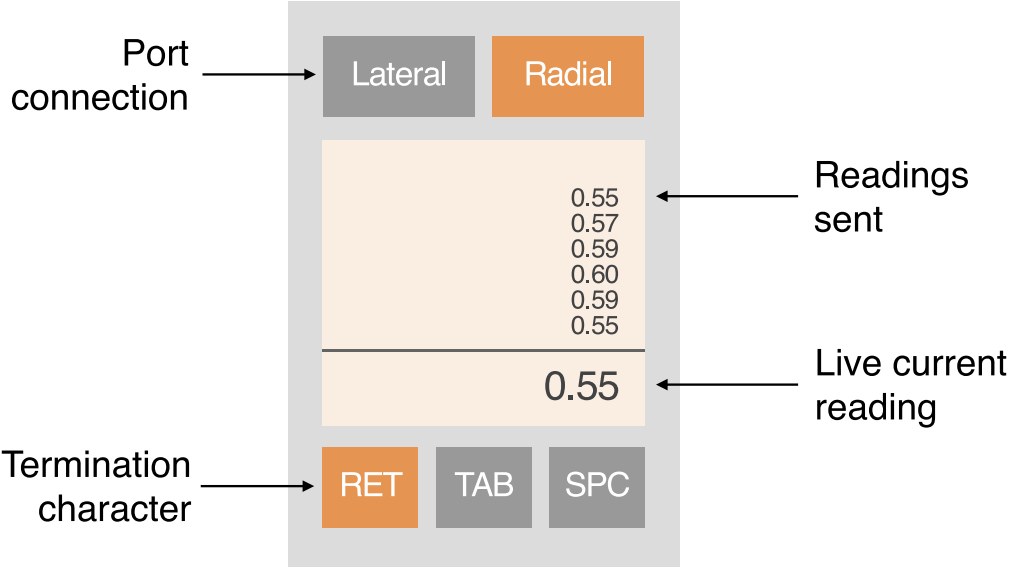 Port
connection
Lateral
Radial
0.55
0.57
0.59
0.60
0.59
0.55
Readings
sent
0.55
Live current
reading
Termination
character
RET
TAB
SPC